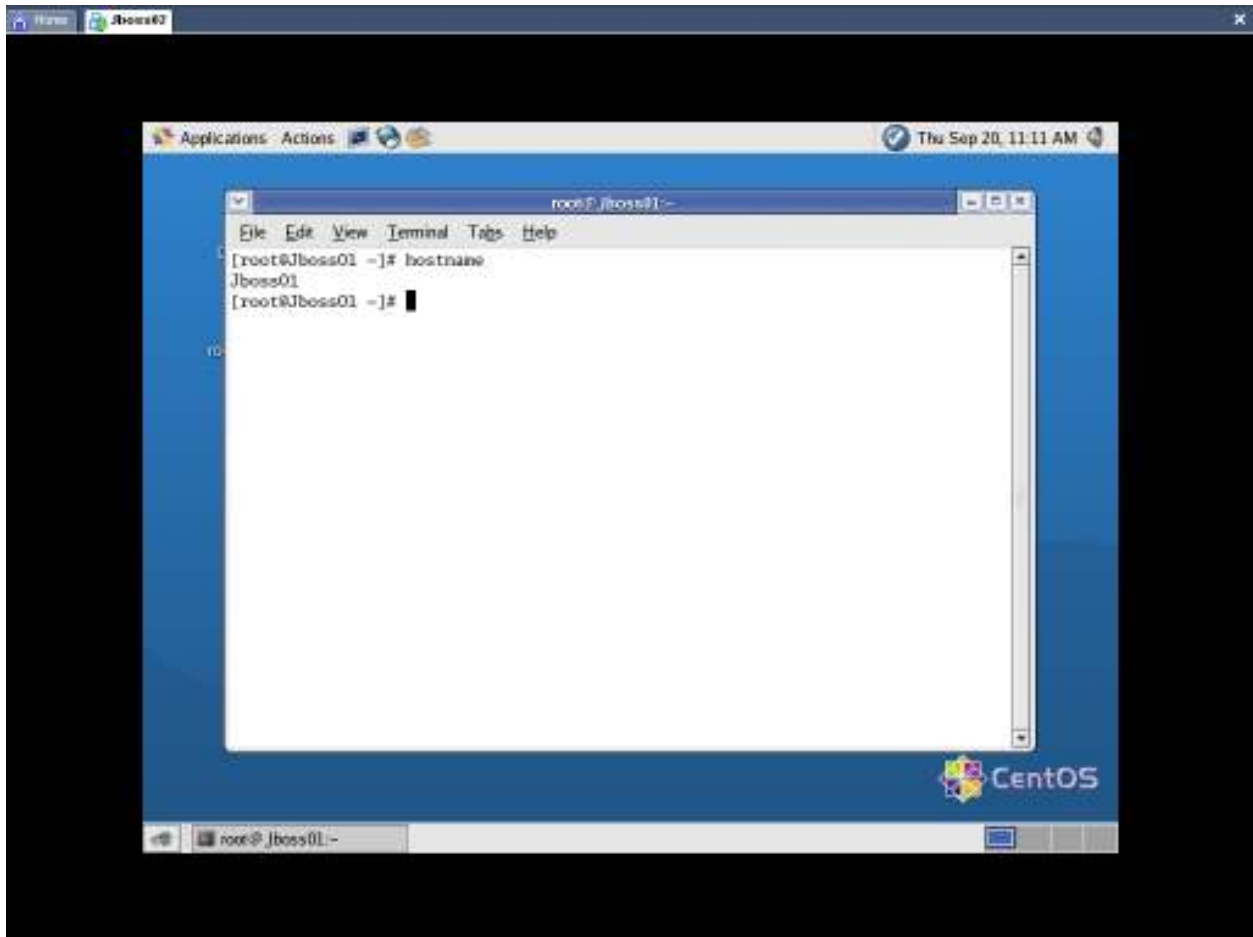 Home Jboss02
Applications Actions Thu Sep 20, 11:11 AM
root@Jboss01:~
File Edit View Terminal Tabs Help
[root@Jboss01 ~]# hostname
Jboss01
[root@Jboss01 ~]#
CentOS
root@Jboss01:~